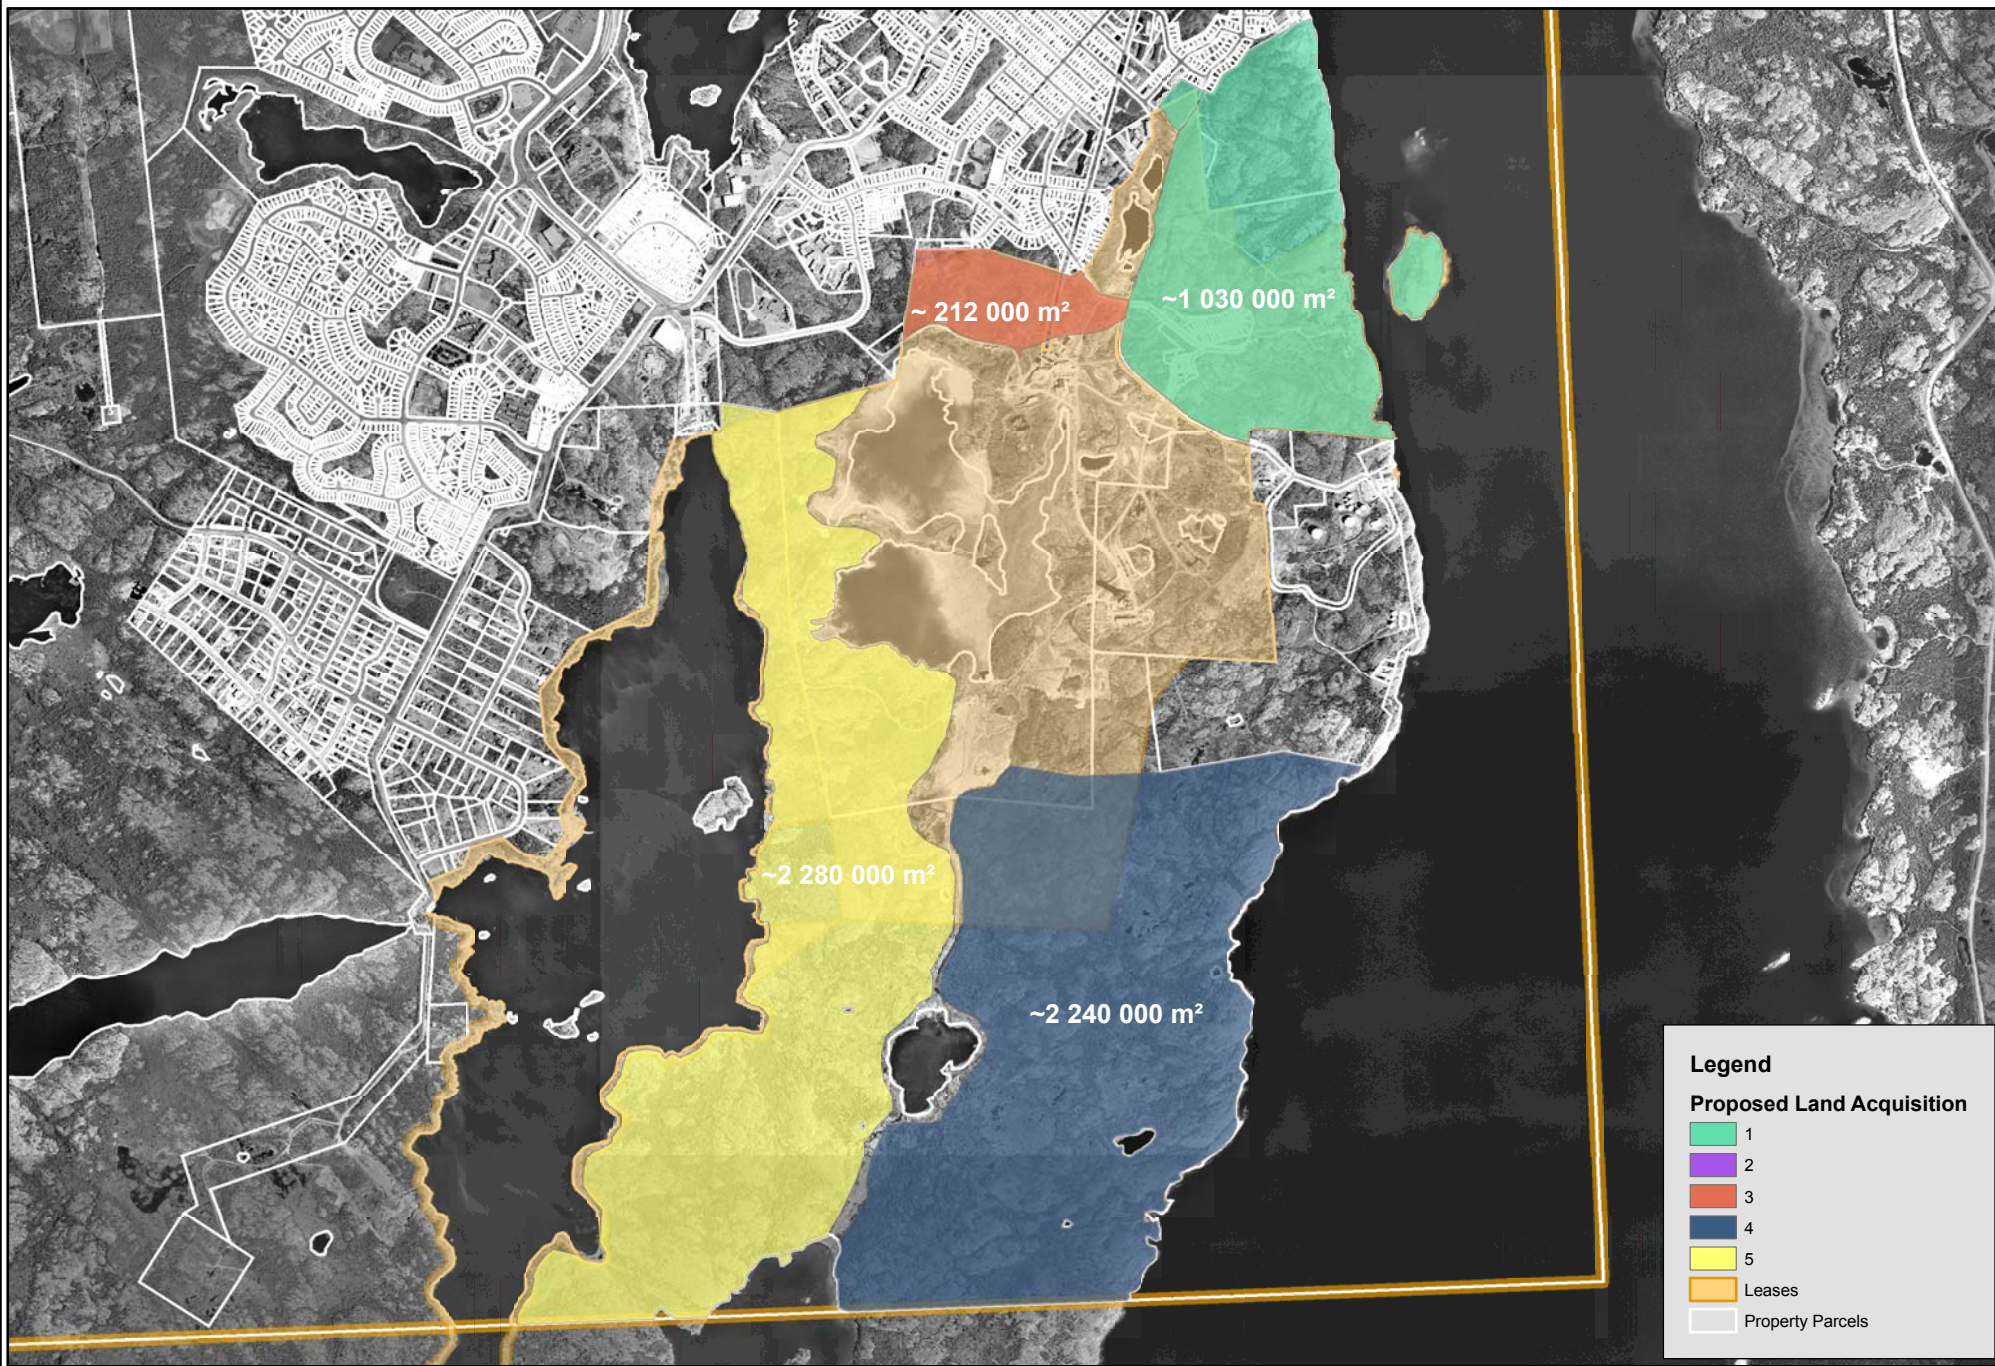 ~ 212 000 m²
~1 030 000 m²
~2 280 000 m²
~2 240 000 m²
Legend
Proposed Land Acquisition
1
2
3
4
5
Leases
Property Parcels